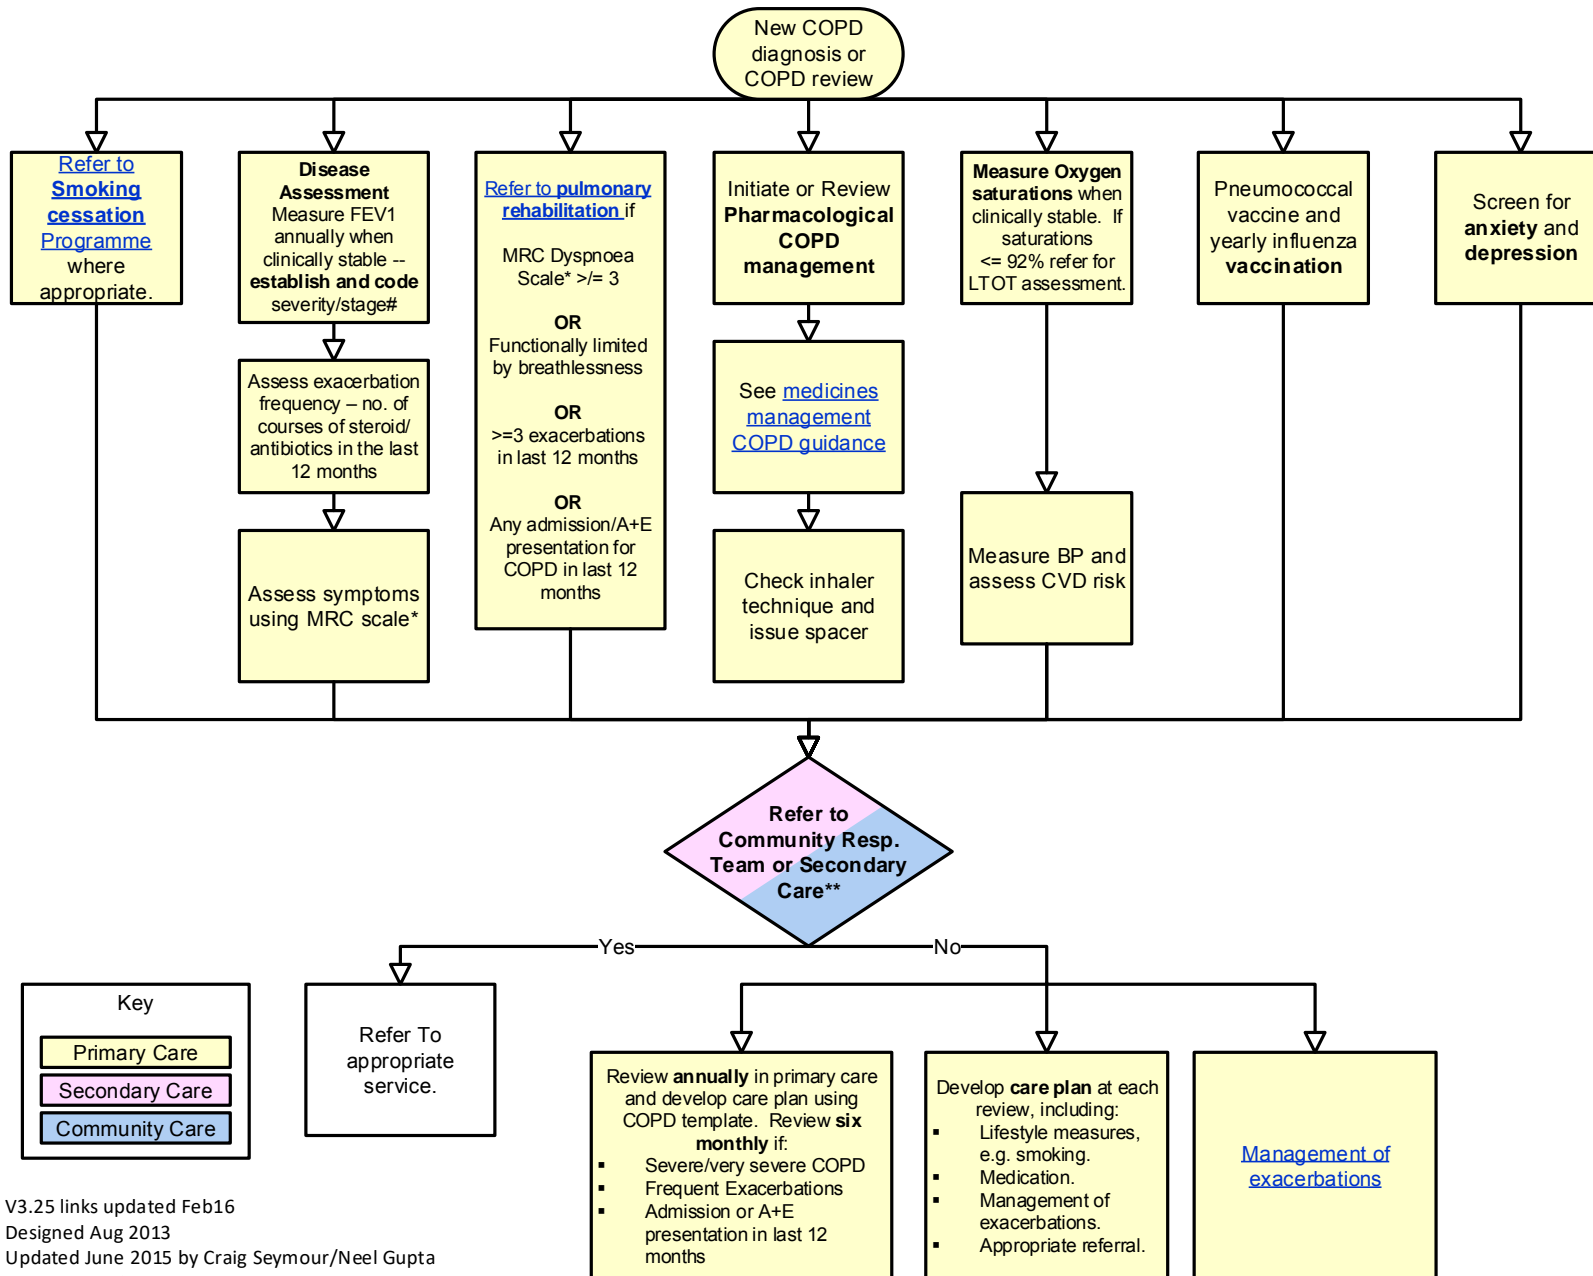 New COPD
diagnosis or
COPD review
Refer to
Smoking
cessation
Programme
where
appropriate.
Disease
Assessment
Measure FEV1
annually when
clinically stable --
establish and code
severity/stage#
Refer to pulmonary
rehabilitation if
MRC Dyspnoea
Scale* >/= 3
OR
Functionally limited
by breathlessness
OR
>=3 exacerbations
in last 12 months
OR
Any admission/A+E
presentation for
COPD in last 12
months
Initiate or Review
Pharmacological
COPD
management
Measure Oxygen
saturations when
clinically stable. If
saturations
<= 92% refer for
LTOT assessment.
Pneumococcal
vaccine and
yearly influenza
vaccination
Screen for
anxiety and
depression
Assess exacerbation
frequency – no. of
courses of steroid/
antibiotics in the last
12 months
See medicines
management
COPD guidance
Assess symptoms
using MRC scale*
Check inhaler
technique and
issue spacer
Measure BP and
assess CVD risk
Refer to
Community Resp.
Team or Secondary
Care**
Yes
No
Key
Primary Care
Secondary Care
Community Care
Refer To
appropriate
service.
Review annually in primary care
and develop care plan using
COPD template. Review six
monthly if:
▪ Severe/very severe COPD
▪ Frequent Exacerbations
▪ Admission or A+E
presentation in last 12
months
Develop care plan at each
review, including:
▪ Lifestyle measures,
e.g. smoking.
▪ Medication.
▪ Management of
exacerbations.
▪ Appropriate referral.
Management of
exacerbations
V3.25 links updated Feb16
Designed Aug 2013
Updated June 2015 by Craig Seymour/Neel Gupta